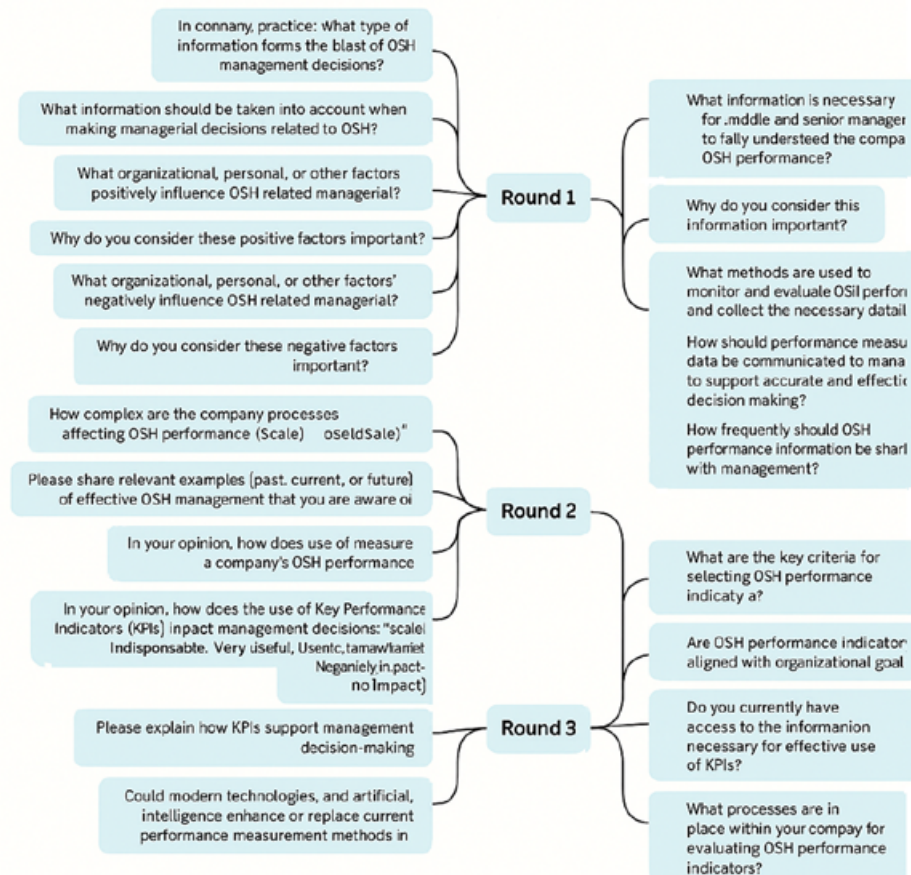 In connany, practice: What type of
information forms the blast of OSH
management decisions?
What information should be taken into account when
making managerial decisions related to OSH?
What organizational, personal, or other factors
positively influence OSH related managerial?
Why do you consider these positive factors important?
What organizational, personal, or other factors'
negatively influence OSH related managerial?
Why do you consider these negative factors
important?
Round 1
What information is necessary
for .mddle and senior manager
to fally understeed the compa
OSH performance?
Why do you consider this
information important?
What methods are used to
monitor and evaluate OSil perforr
and collect the necessary datail
How should performance measu
data be communicated to mana
to support accurate and effectic
decision making?
How frequently should OSH
performance information be sharl
with management?
How complex are the company processes
affecting OSH performance (Scale)
Please share relevant examples [past. current, or future]
of effective OSH management that you are aware oi
In your opinion, how does use of measure
a company's OSH performance
In your opinion, how does the use of Key Performance
Indicators (KPIs) inpact management decisions: "scale
Indisponsabte. Very useful,
no Impact]
Round 2
What are the key criteria for
selecting OSH performance
indicaty a?
Are OSH performance indicator
aligned with organizational goal
Please explain how KPIs support management
decision-making
Could modern technologies, and artificial,
intelligence enhance or replace current
performance measurement methods in
Round 3
Do you currently have
access to the informanion
necessary for effective use
of KPIs?
What processes are in
place within your compay for
evaluating OSH performance
indicators?